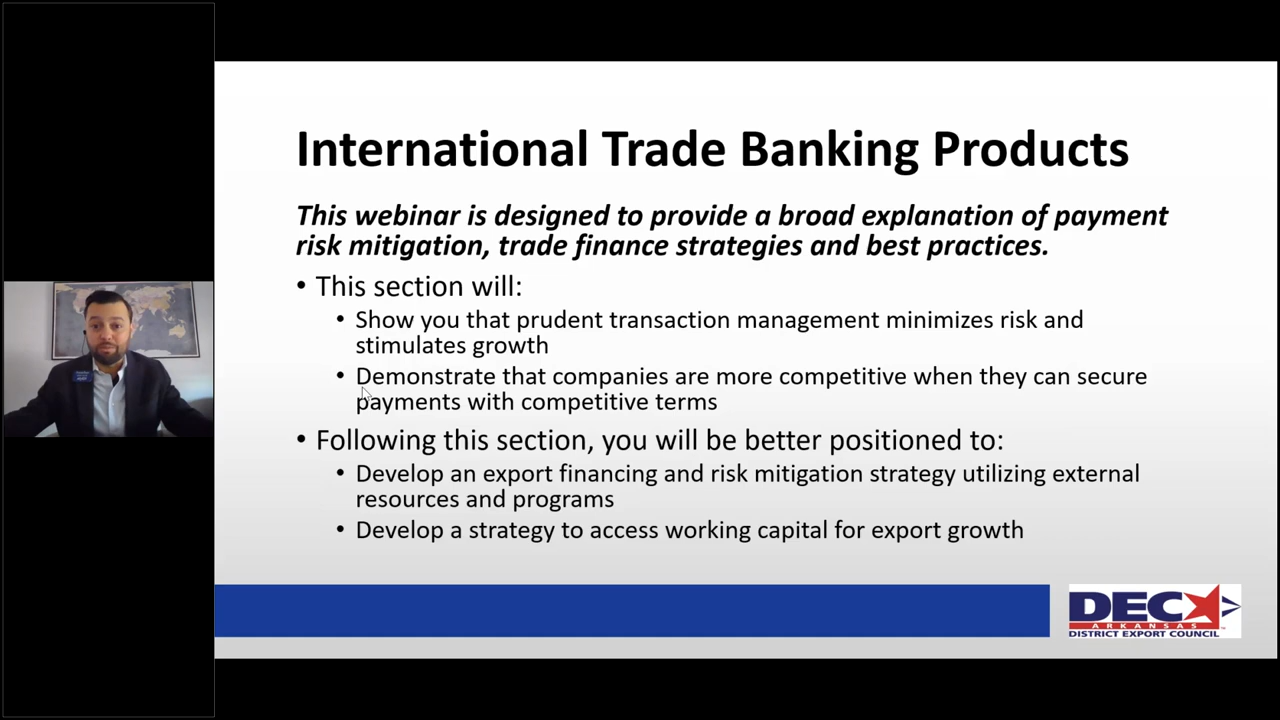 International Trade Banking Products
This webinar is designed to provide a broad explanation of payment
risk mitigation, trade finance strategies and best practices.
• This section will:
• Show you that prudent transaction management minimizes risk and
stimulates growth
• Demonstrate that companies are more competitive when they can secure
payments with competitive terms
• Following this section, you will be better positioned to:
• Develop an export financing and risk mitigation strategy utilizing external
resources and programs
• Develop a strategy to access working capital for export growth
DEC
ARKANSAS
DISTRICT EXPORT COUNCIL